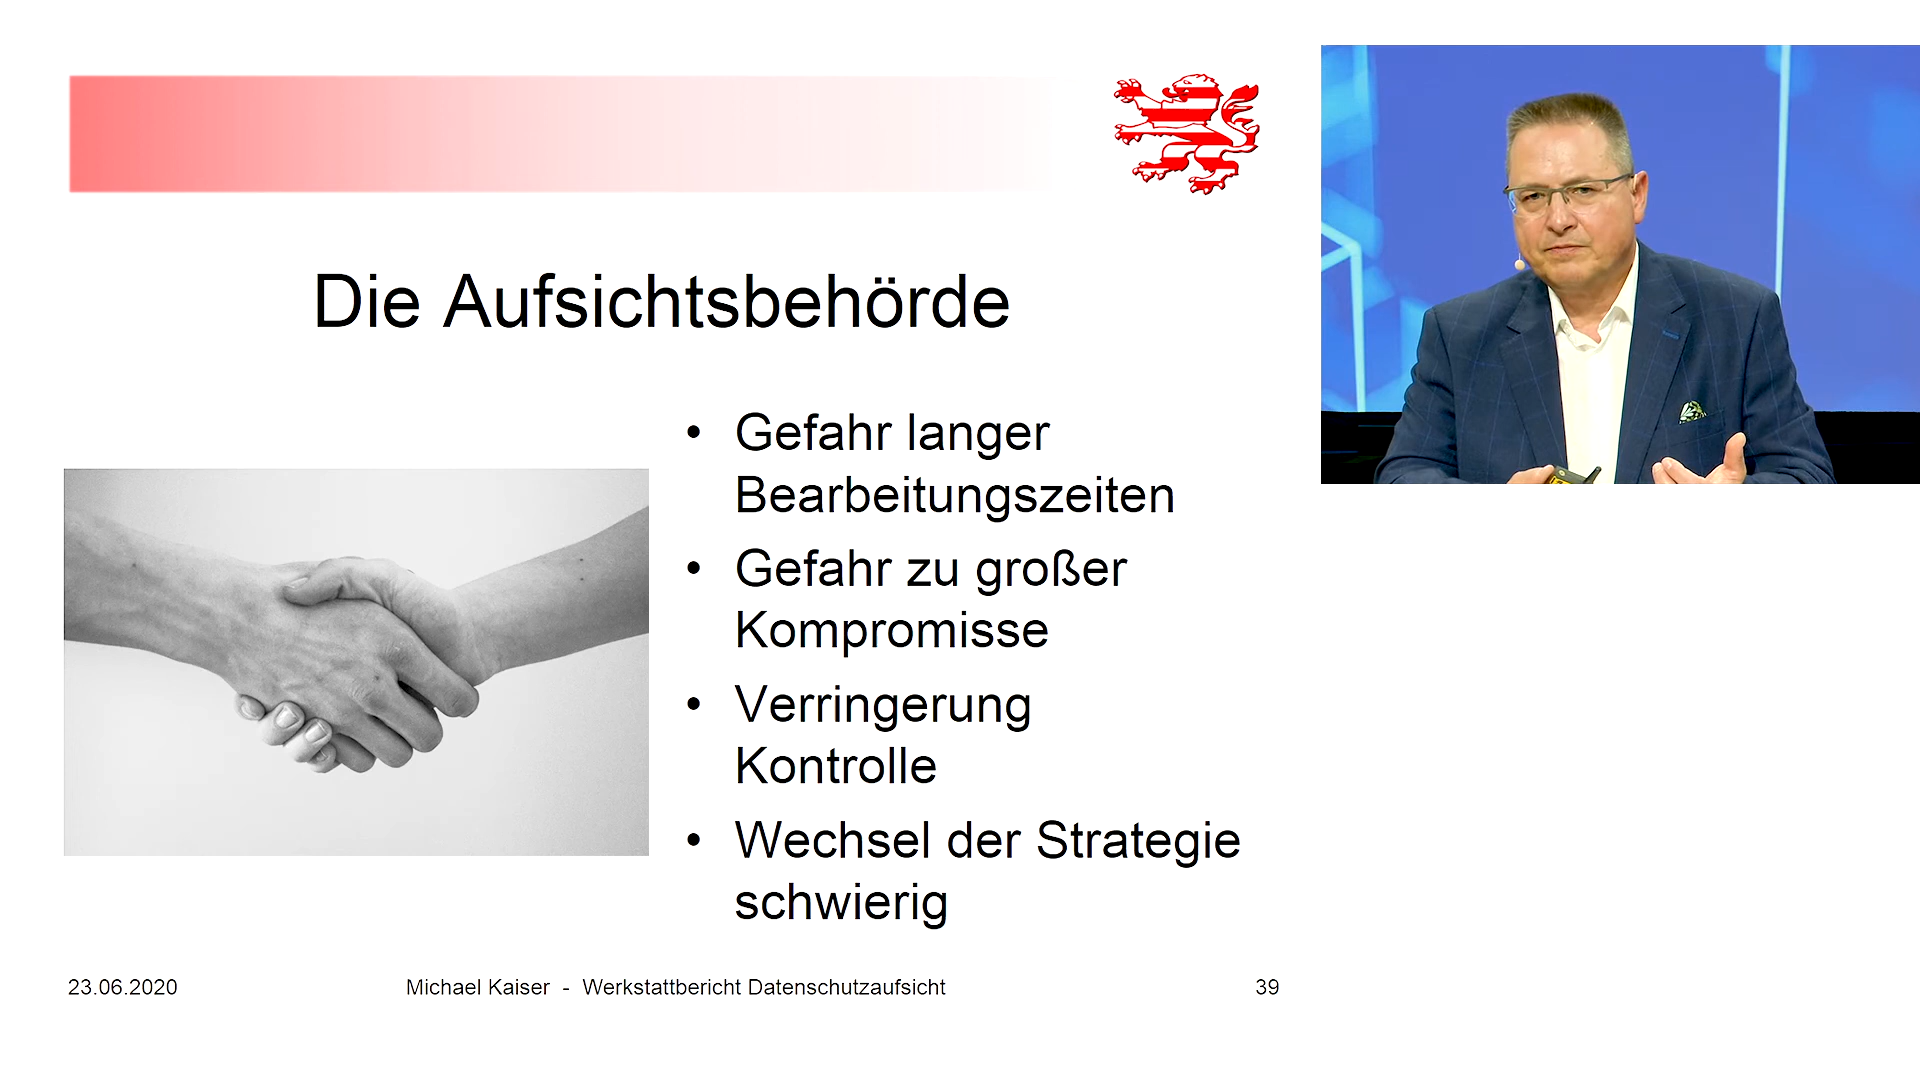 Die Aufsichtsbehörde
• Gefahr langer
Bearbeitungszeiten
• Gefahr zu großer
Kompromisse
• Verringerung
Kontrolle
• Wechsel der Strategie
schwierig
23.06.2020
Michael Kaiser - Werkstattbericht Datenschutzaufsicht
39